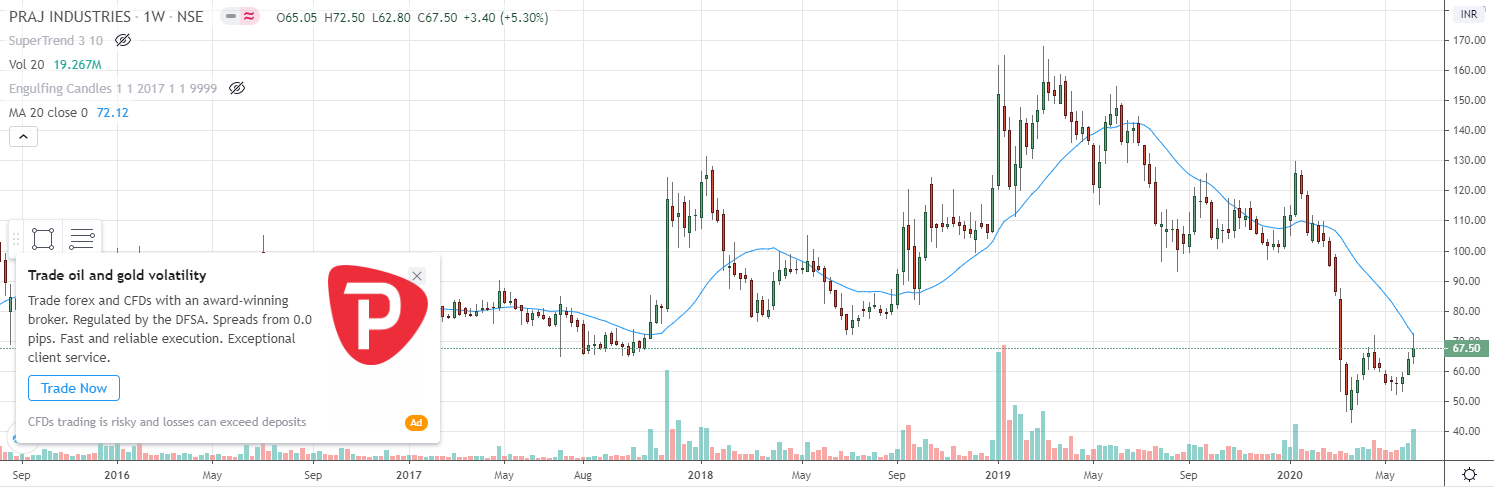 PRAJ INDUSTRIES · 1W · NSE O65.05 H72.50 L62.80 C67.50 +3.40 (+5.30%)
INR
SuperTrend 3 10
Vol 20 19.267M
Engulfing Candles 1 1 2017 1 1 9999
MA 20 close 0 72.12
170.00
160.00
150.00
140.00
130.00
120.00
110.00
100.00
90.00
80.00
70.00
67.50
60.00
50.00
40.00
Trade oil and gold volatility
Trade forex and CFDs with an award-winning
broker. Regulated by the DFSA. Spreads from 0.0
pips. Fast and reliable execution. Exceptional
client service.
P
Trade Now
CFDs trading is risky and losses can exceed deposits
Ad
Sep 2016 May Sep 2017 May Aug 2018 May Sep 2019 May Sep 2020 May